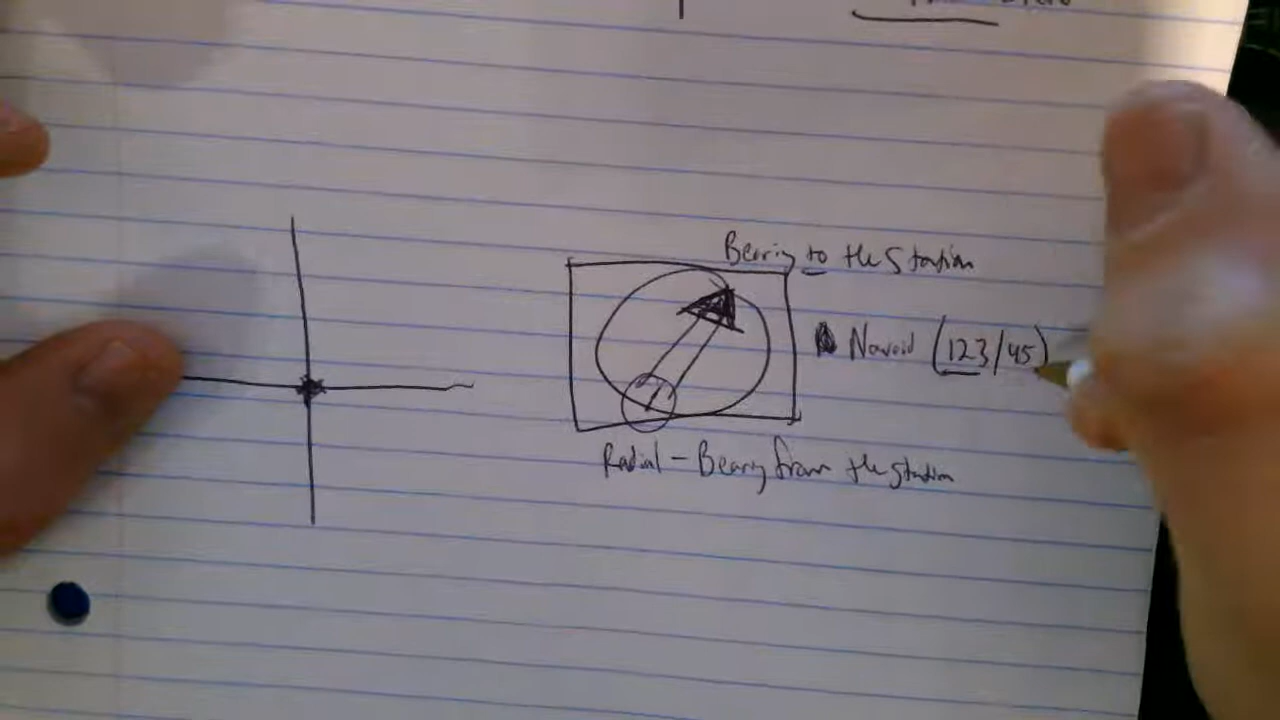 Bearing to the Station
Navaid (123/45)
Radial - Bearing from the station